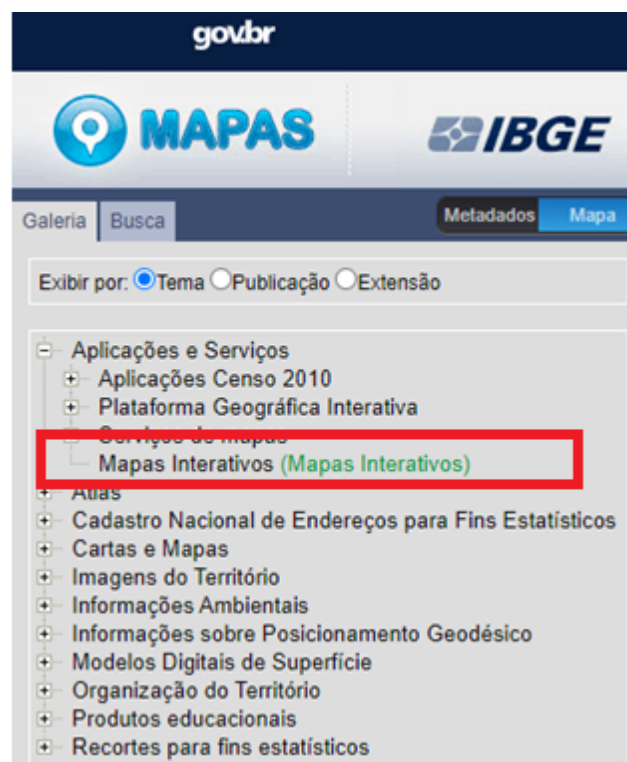 gov.br
MAPAS IBGE
Galeria Busca Metadados Mapa
Exibir por: Tema Publicação Extensão
Aplicações e Serviços
Aplicações Censo 2010
Plataforma Geográfica Interativa
Serviços de mapas
Mapas Interativos (Mapas Interativos)
Atlas
Cadastro Nacional de Endereços para Fins Estatísticos
Cartas e Mapas
Imagens do Território
Informações Ambientais
Informações sobre Posicionamento Geodésico
Modelos Digitais de Superfície
Organização do Território
Produtos educacionais
Recortes para fins estatísticos